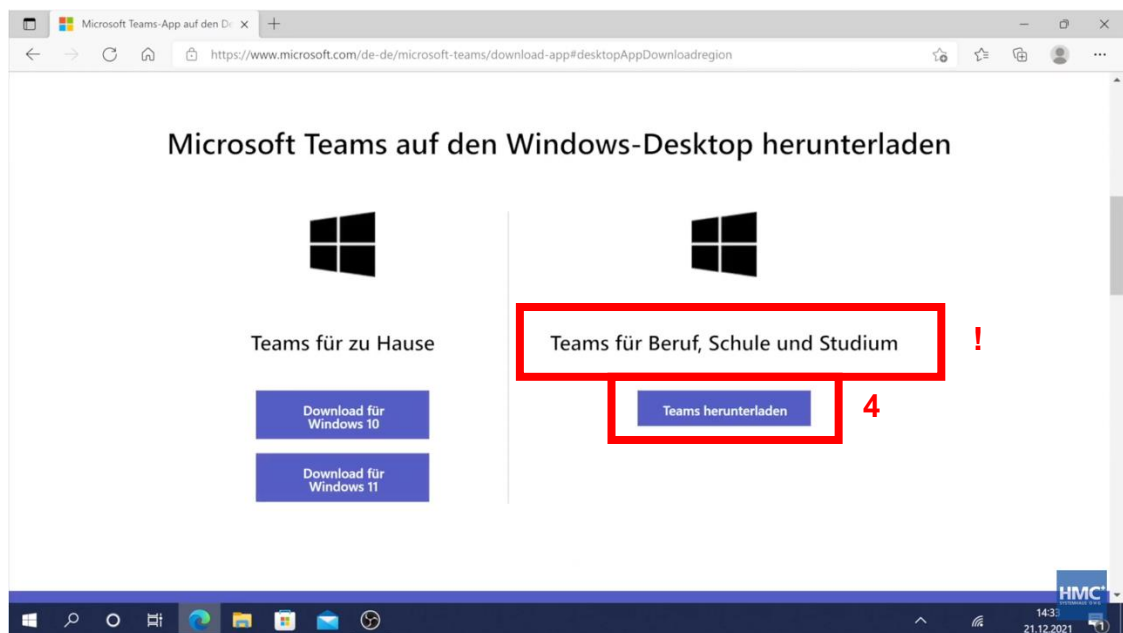 Microsoft Teams-App auf den De
https://www.microsoft.com/de-de/microsoft-teams/download-app#desktopAppDownloadregion
Microsoft Teams auf den Windows-Desktop herunterladen
Teams für zu Hause
Download für
Windows 10
Download für
Windows 11
Teams für Beruf, Schule und Studium
!
Teams herunterladen
4
HMC
14:33
21.12.2021
1